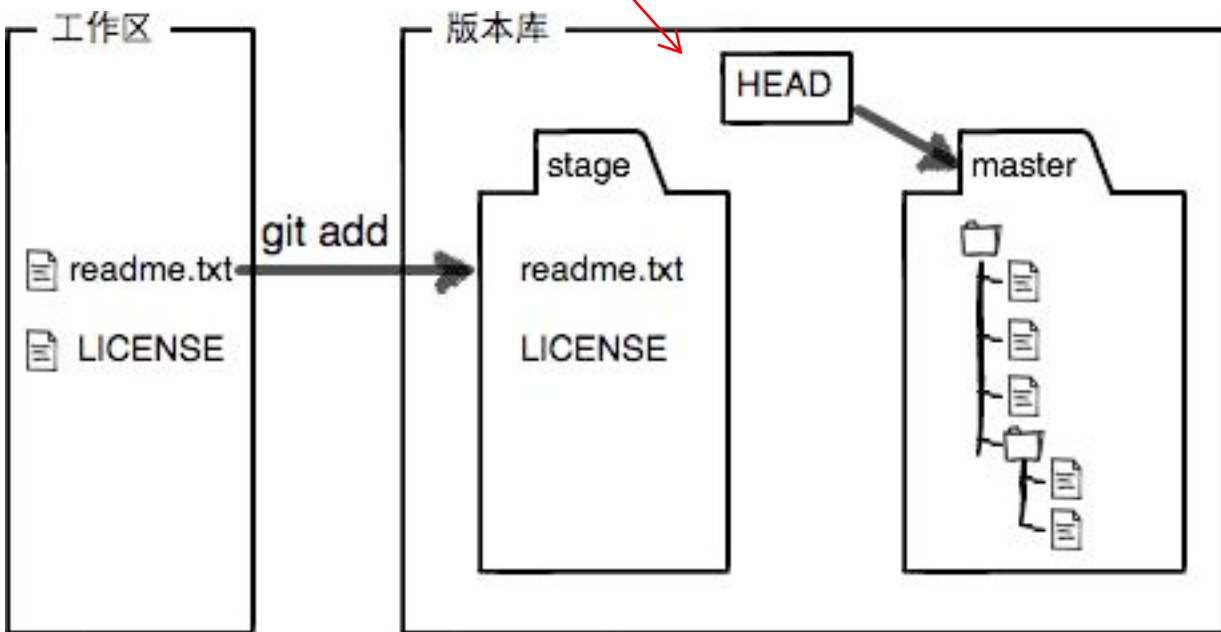 工作区
版本库
HEAD
stage
master
git add
readme.txt
readme.txt
LICENSE
LICENSE